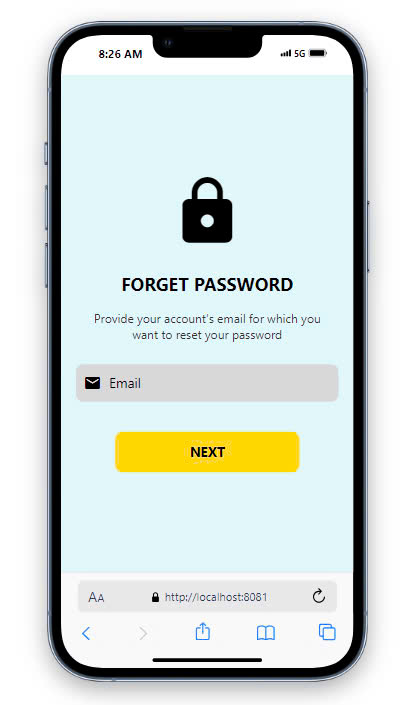 8:26 AM 5G
FORGET PASSWORD
Provide your account's email for which you
want to reset your password
Email
NEXT
AA http://localhost:8081